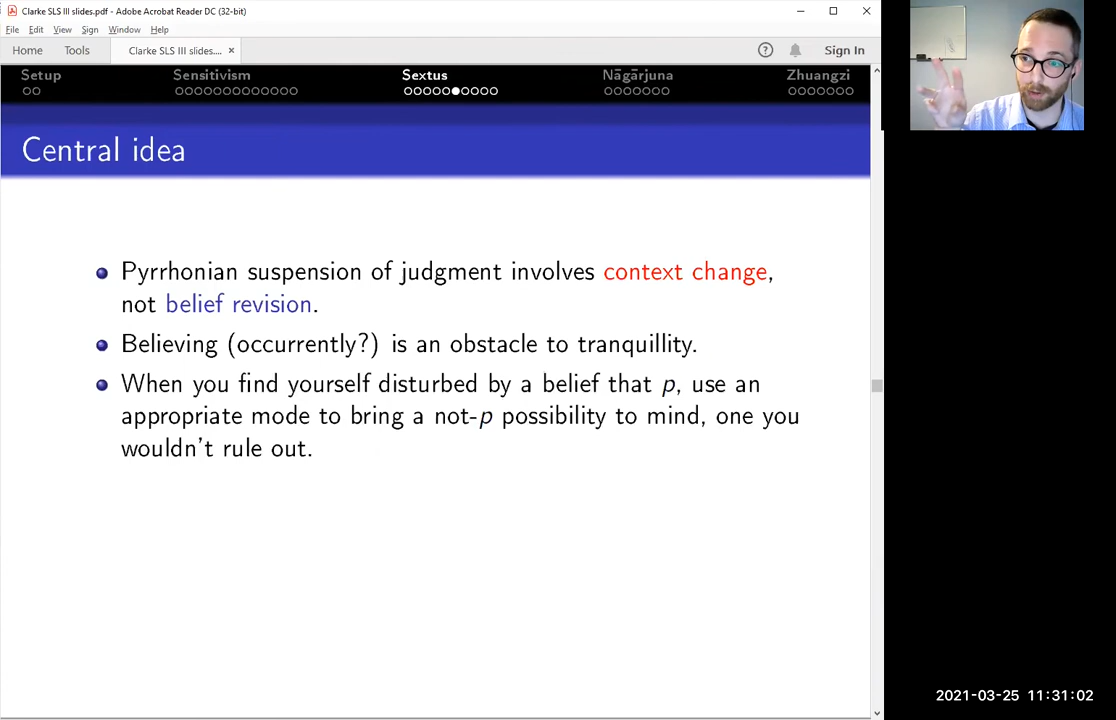 Clarke SLS III slides.pdf - Adobe Acrobat Reader DC (32-bit)
File Edit View Sign Window Help
Home Tools Clarke SLS III slides.... × Sign In
Setup Sensitivism Sextus Nāgārjuna Zhuangzi
Central idea
Pyrrhonian suspension of judgment involves context change,
not belief revision.
Believing (occurrently?) is an obstacle to tranquillity.
When you find yourself disturbed by a belief that p, use an
appropriate mode to bring a not-p possibility to mind, one you
wouldn't rule out.
2021-03-25 11:31:02